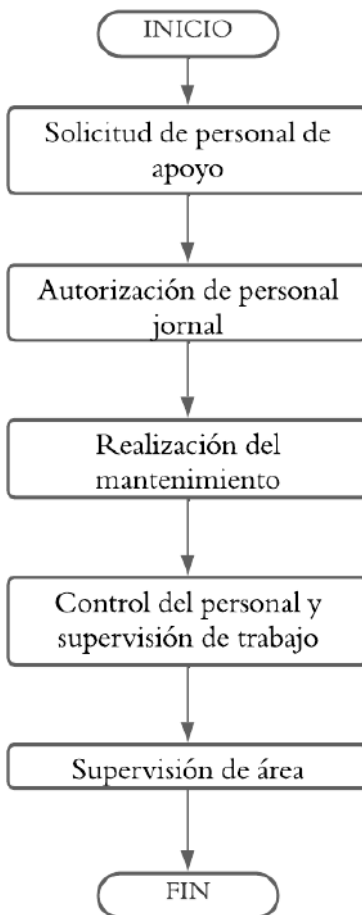 INICIO
Solicitud de personal de
apoyo
Autorización de personal
jornal
Realización del
mantenimiento
Control del personal y
supervisión de trabajo
Supervisión de área
FIN